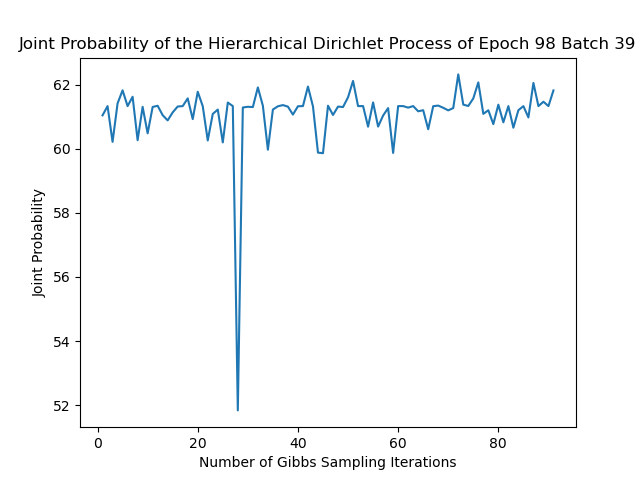 Joint Probability of the Hierarchical Dirichlet Process of Epoch 98 Batch 39
62
60
58
56
54
52
Joint Probability
0 20 40 60 80
Number of Gibbs Sampling Iterations